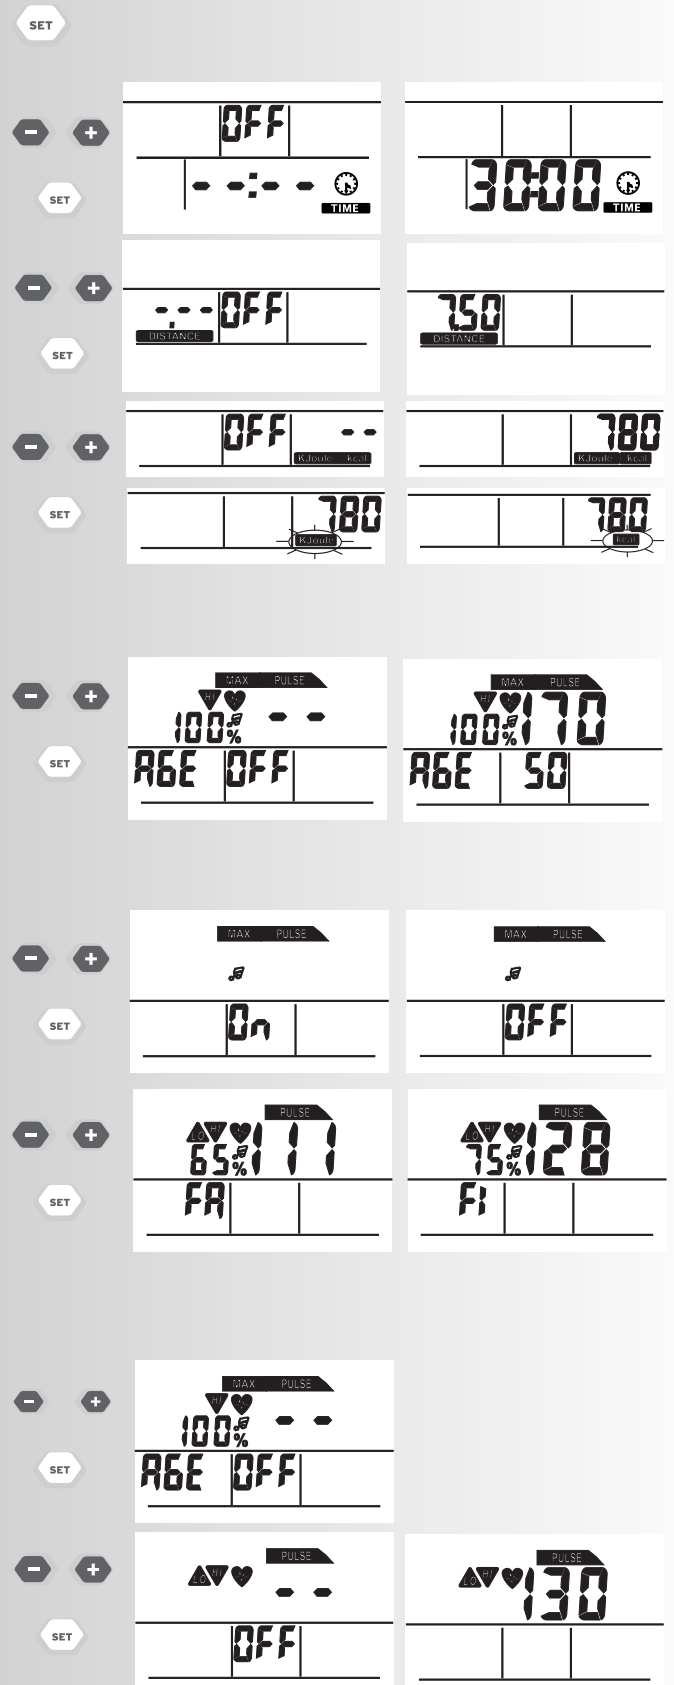 SET
− +
OFF
- -:- - TIME
30:00 TIME
SET
− +
-.-- OFF
DISTANCE
7.50
DISTANCE
SET
− +
OFF --
KJoule kcal
780
KJoule kcal
SET
780
KJoule
780
kcal
− +
MAX PULSE
HI
100% - -
AGE OFF
MAX PULSE
HI
100% 170
AGE 50
SET
− +
MAX PULSE
On
MAX PULSE
OFF
SET
− +
PULSE
LO HI
65% 111
FA
PULSE
LO HI
75% 128
FI
SET
− +
MAX PULSE
HI
100% - -
AGE OFF
SET
− +
PULSE
LO HI
- -
OFF
PULSE
LO HI
130
SET